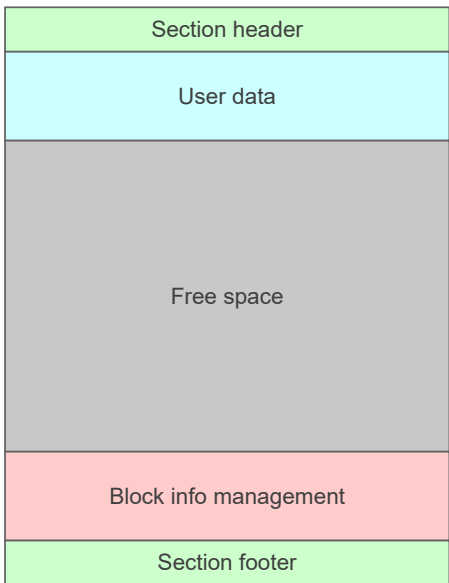 Section header
User data
Free space
Block info management
Section footer